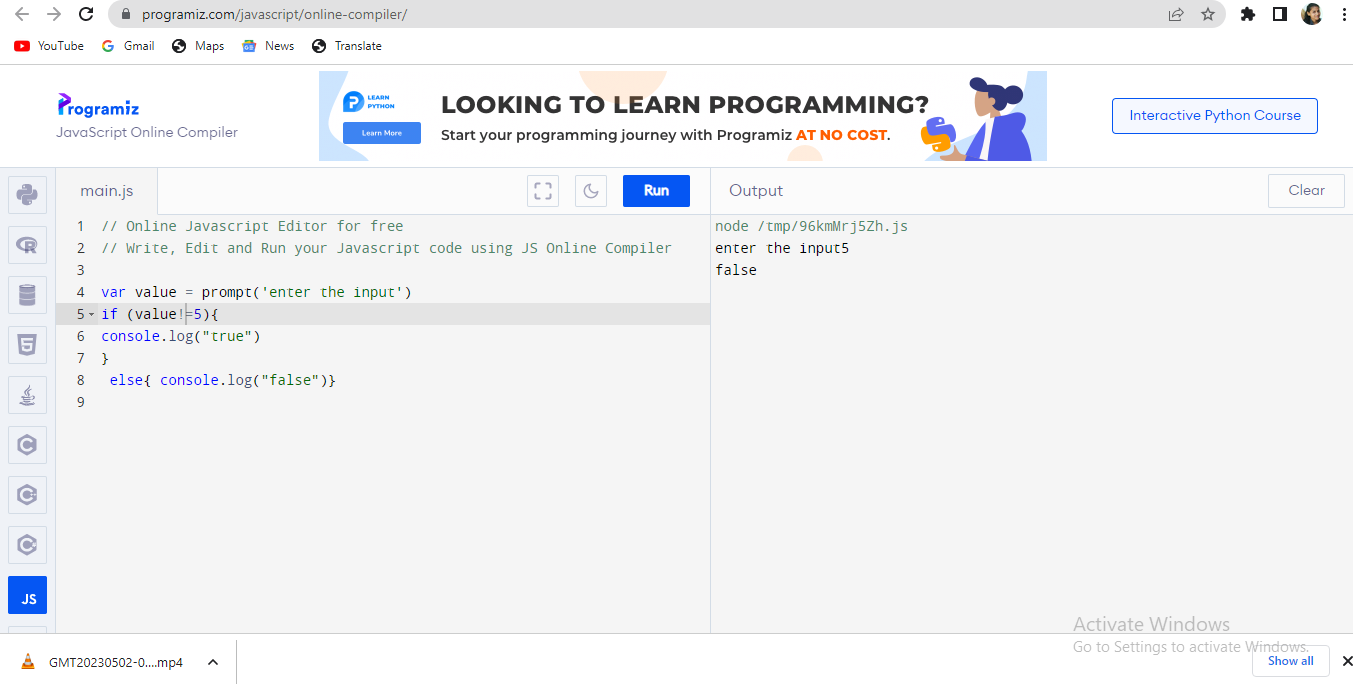 programiz.com/javascript/online-compiler/
YouTube Gmail Maps News Translate
Programiz
JavaScript Online Compiler
LEARN
PYTHON
Learn More
LOOKING TO LEARN PROGRAMMING?
Start your programming journey with Programiz AT NO COST.
Interactive Python Course
main.js
Run
Output
Clear
1 // Online Javascript Editor for free
2 // Write, Edit and Run your Javascript code using JS Online Compiler
3
4 var value = prompt('enter the input')
5 if (value!=5){
6 console.log("true")
7 }
8 else{ console.log("false")}
9
node /tmp/96kmMrj5Zh.js
enter the input5
false
JS
Activate Windows
Go to Settings to activate Windows.
GMT20230502-0....mp4
Show all